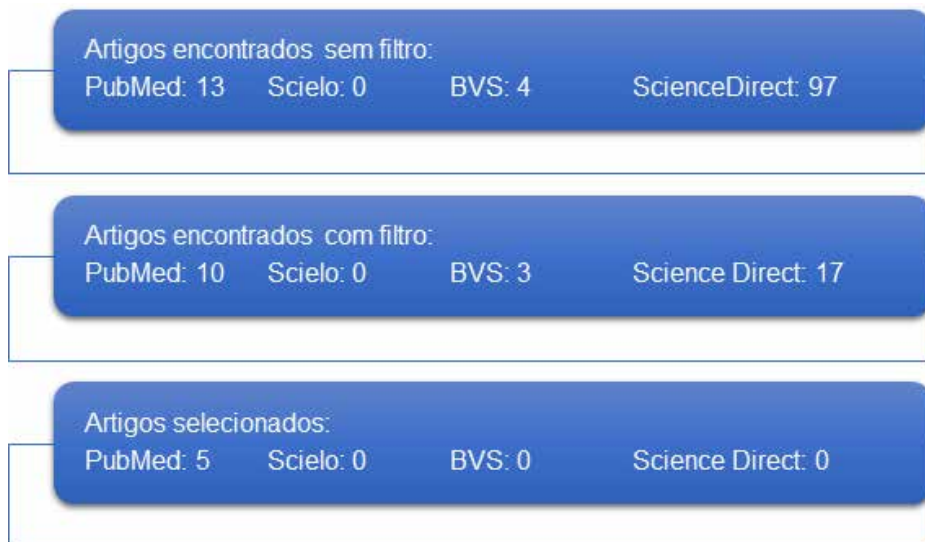 Artigos encontrados sem filtro:
PubMed: 13 Scielo: 0 BVS: 4 ScienceDirect: 97
Artigos encontrados com filtro:
PubMed: 10 Scielo: 0 BVS: 3 Science Direct: 17
Artigos selecionados:
PubMed: 5 Scielo: 0 BVS: 0 Science Direct: 0